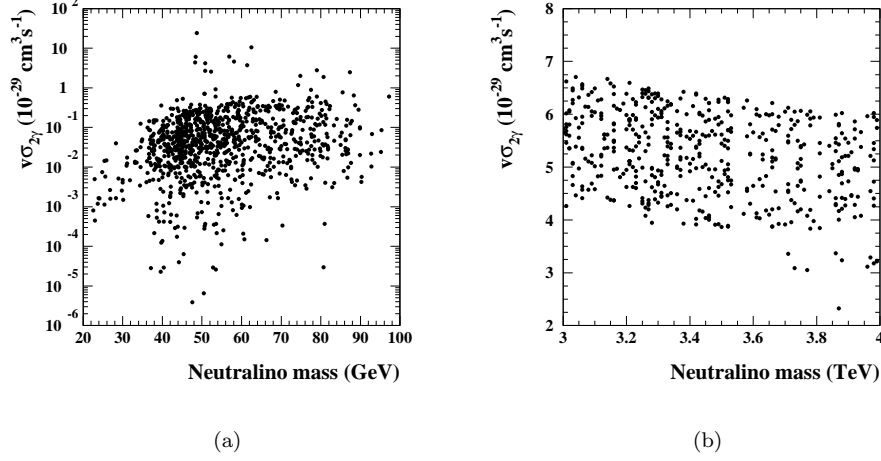 vσ₂γ (10⁻²⁹ cm³s⁻¹)
10²
10
1
10⁻¹
10⁻²
10⁻³
10⁻⁴
10⁻⁵
10⁻⁶
20 30 40 50 60 70 80 90 100
Neutralino mass (GeV)
(a)
vσ₂γ (10⁻²⁹ cm³s⁻¹)
8
7
6
5
4
3
2
3 3.2 3.4 3.6 3.8 4
Neutralino mass (TeV)
(b)